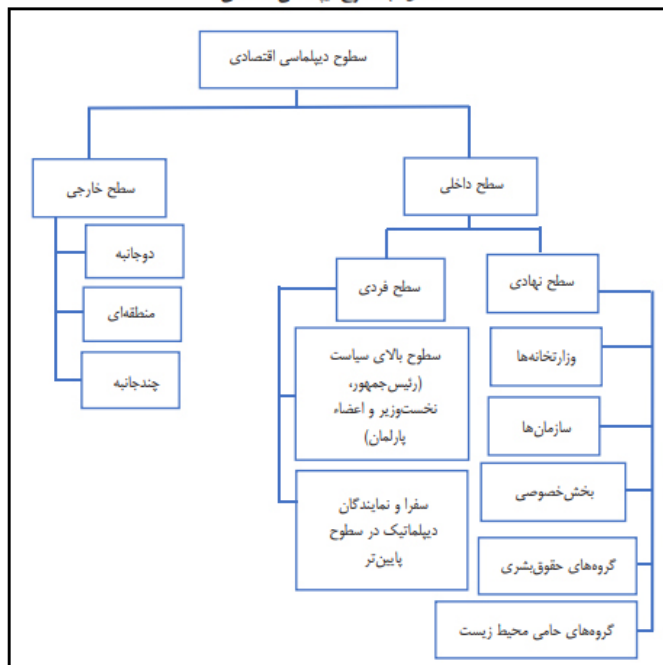 سطوح دیپلماسی اقتصادی
سطح داخلی
سطح خارجی
سطح نهادی
وزارتخانه‌ها
سازمان‌ها
بخش‌خصوصی
گروه‌های حقوق‌بشری
گروه‌های حامی محیط زیست
سطح فردی
سطوح بالای سیاست
(رئیس‌جمهور،
نخست‌وزیر و اعضاء
پارلمان)
سفرا و نمایندگان
دیپلماتیک در سطوح
پایین‌تر
دوجانبه
منطقه‌ای
چندجانبه